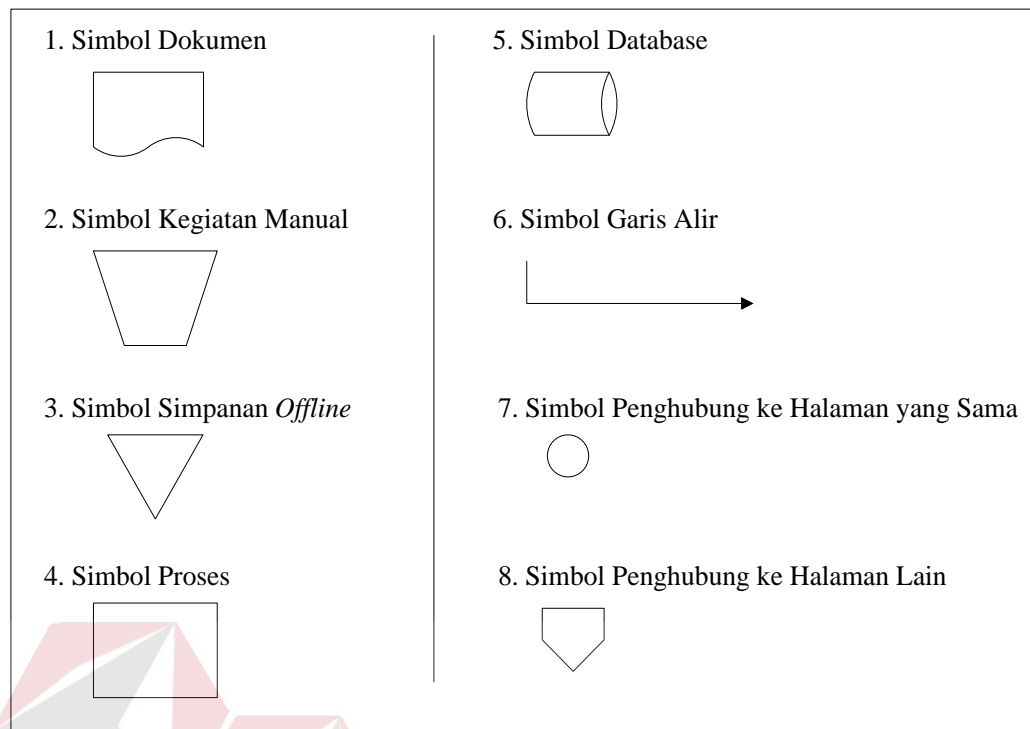 1. Simbol Dokumen
2. Simbol Kegiatan Manual
3. Simbol Simpanan Offline
4. Simbol Proses
5. Simbol Database
6. Simbol Garis Alir
7. Simbol Penghubung ke Halaman yang Sama
8. Simbol Penghubung ke Halaman Lain